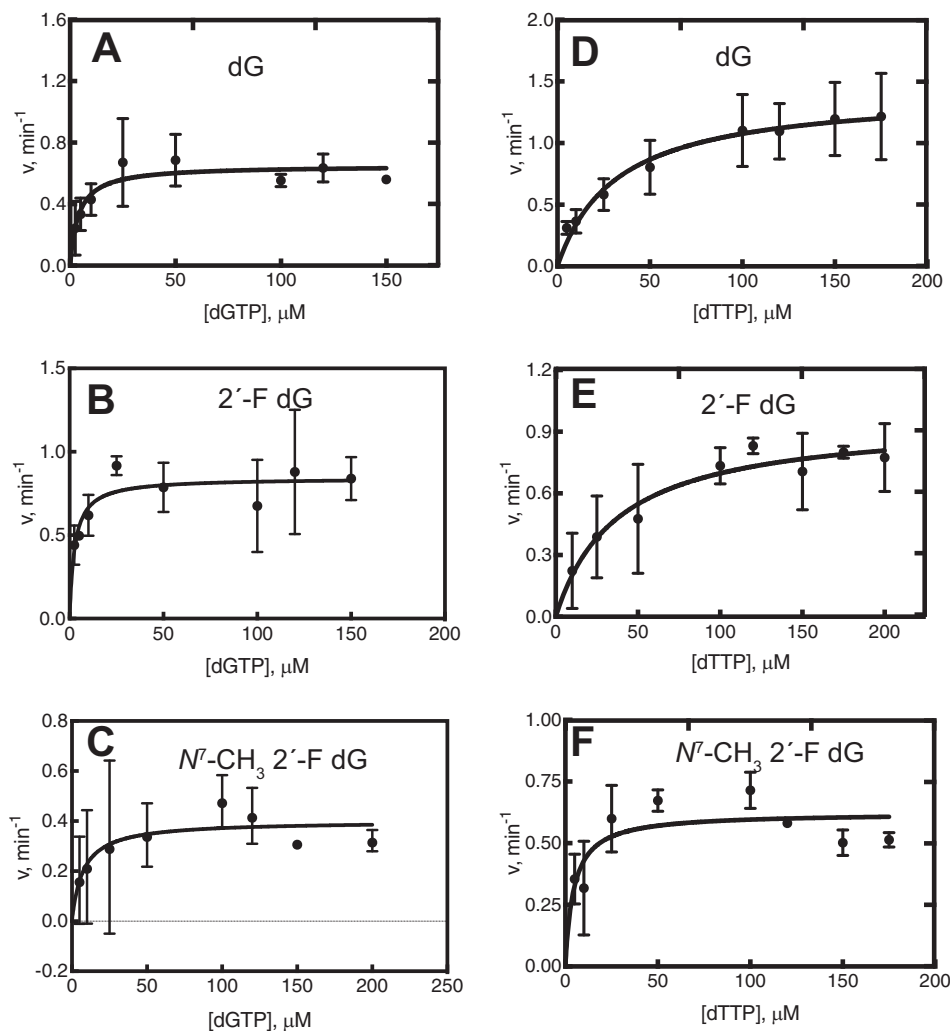 A
dG
1.6
1.2
0.8
0.4
0.0
v, min⁻¹
0
50
100
150
[dGTP], μM
D
dG
2.0
1.5
1.0
0.5
0.0
v, min⁻¹
0
50
100
150
200
[dTTP], μM
B
2´-F dG
1.5
1.0
0.5
0.0
v, min⁻¹
0
50
100
150
200
[dGTP], μM
E
2´-F dG
1.2
0.9
0.6
0.3
0.0
v, min⁻¹
0
50
100
150
200
[dTTP], μM
C
N⁷-CH₃ 2´-F dG
0.8
0.6
0.4
0.2
0.0
-0.2
v, min⁻¹
0
50
100
150
200
250
[dGTP], μM
F
N⁷-CH₃ 2´-F dG
1.00
0.75
0.50
0.25
0.00
v, min⁻¹
0
50
100
150
200
[dTTP], μM